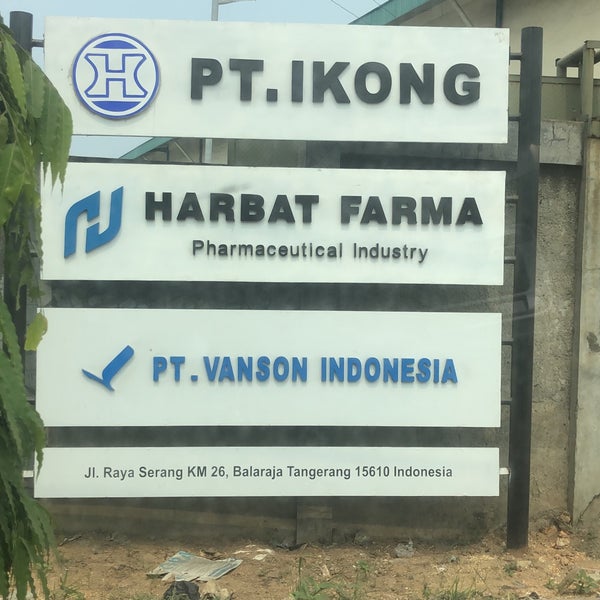 H
PT. IKONG
HARBAT FARMA
Pharmaceutical Industry
PT. VANSON INDONESIA
Jl. Raya Serang KM 26, Balaraja Tangerang 15610 Indonesia